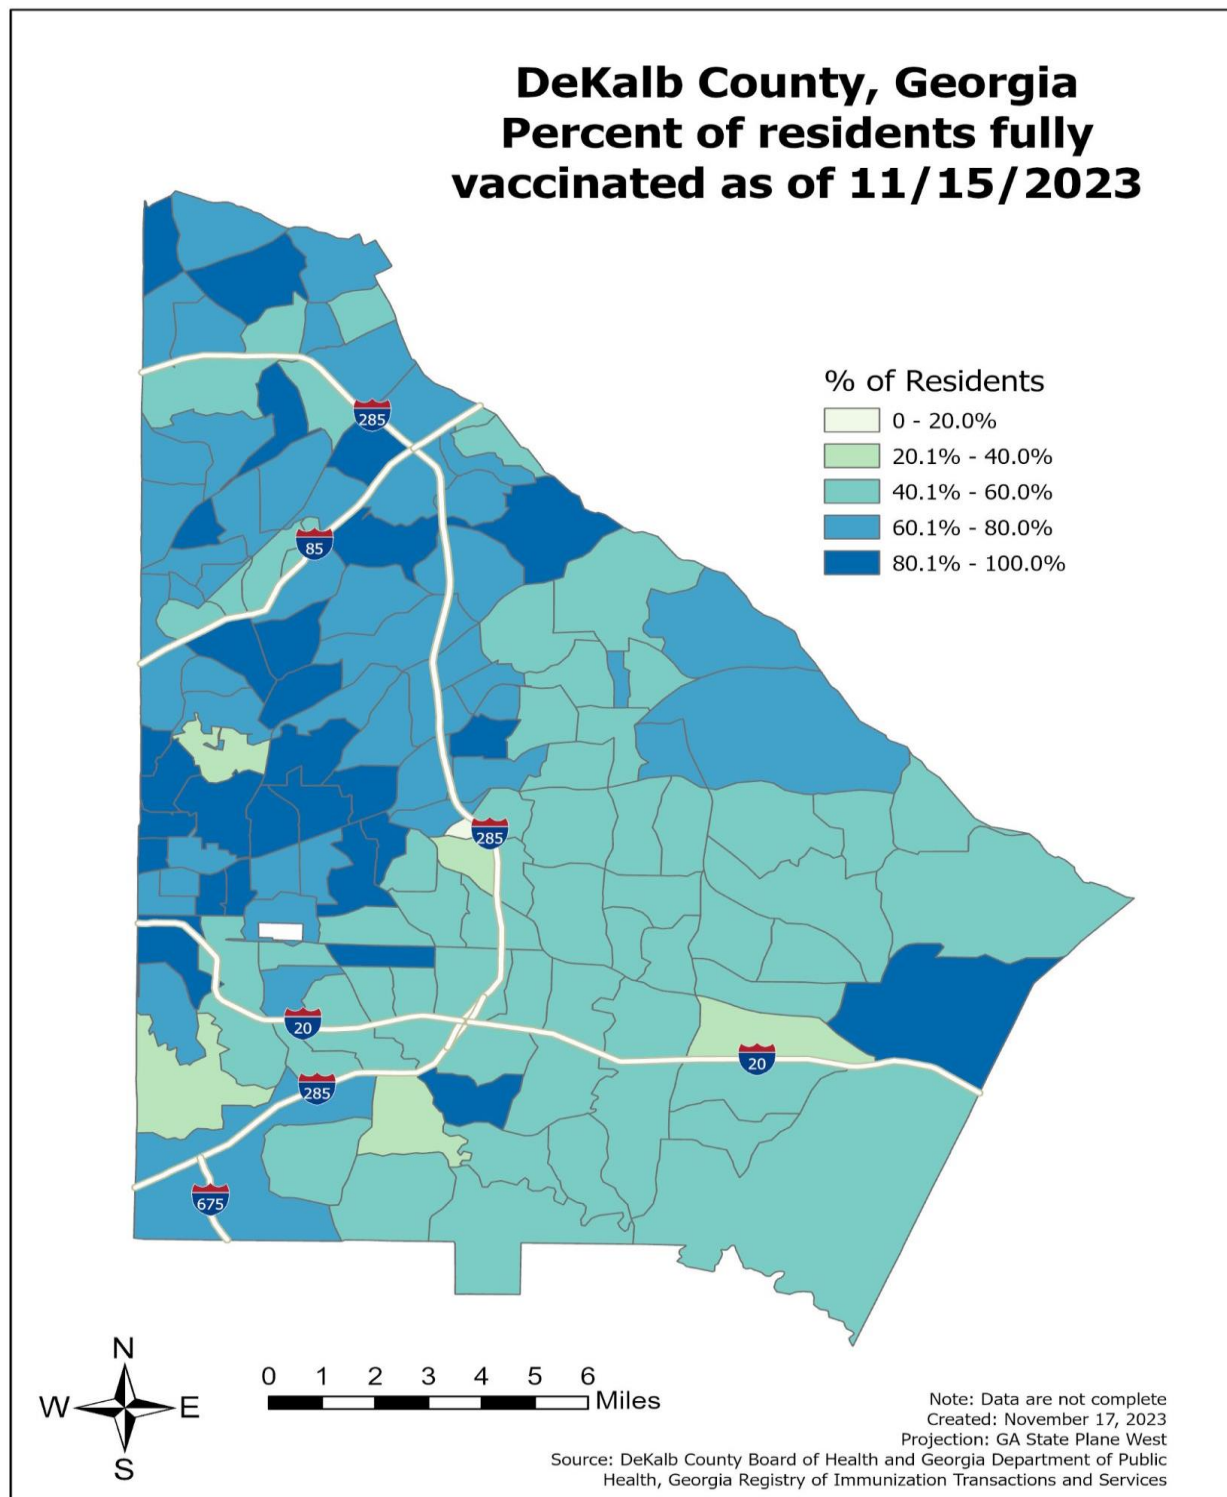 DeKalb County, Georgia
Percent of residents fully
vaccinated as of 11/15/2023
% of Residents
0 - 20.0%
20.1% - 40.0%
40.1% - 60.0%
60.1% - 80.0%
80.1% - 100.0%
285
85
285
20
20
285
675
N
W E
S
0 1 2 3 4 5 6
Miles
Note: Data are not complete
Created: November 17, 2023
Projection: GA State Plane West
Source: DeKalb County Board of Health and Georgia Department of Public
Health, Georgia Registry of Immunization Transactions and Services